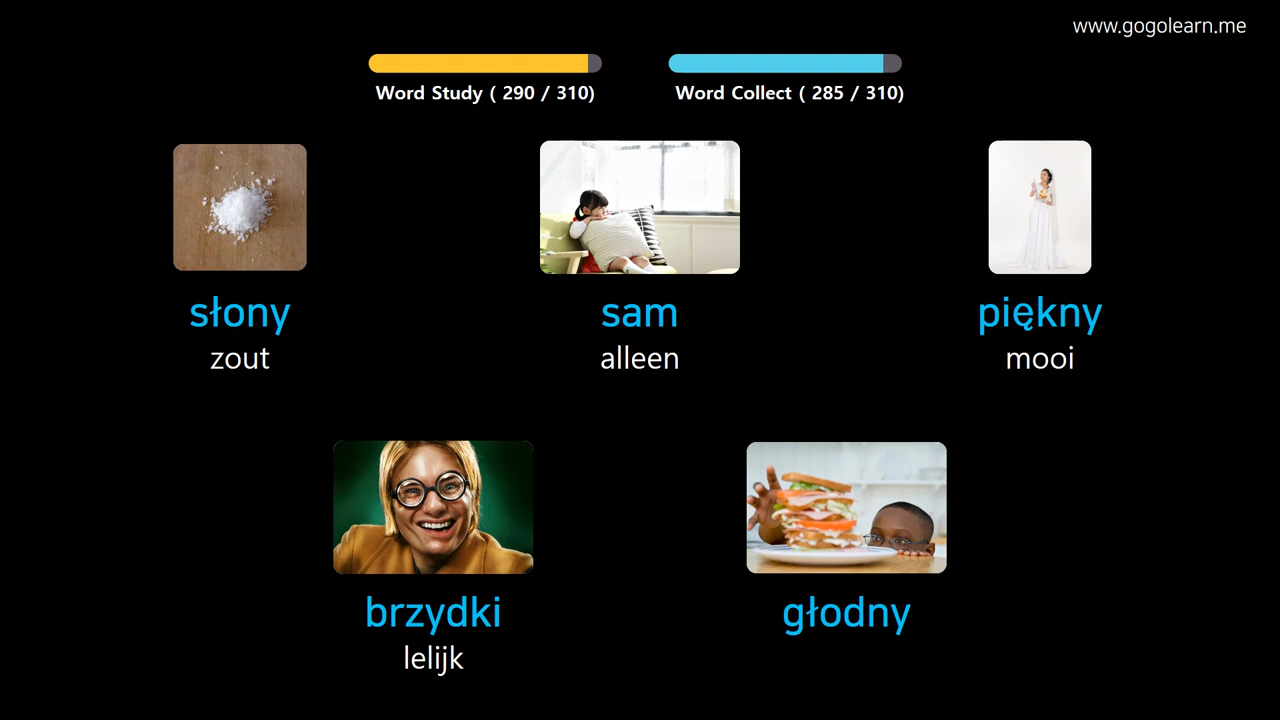 www.gogolearn.me
Word Study ( 290 / 310)
Word Collect ( 285 / 310)
słony
zout
sam
alleen
piękny
mooi
brzydki
lelijk
głodny